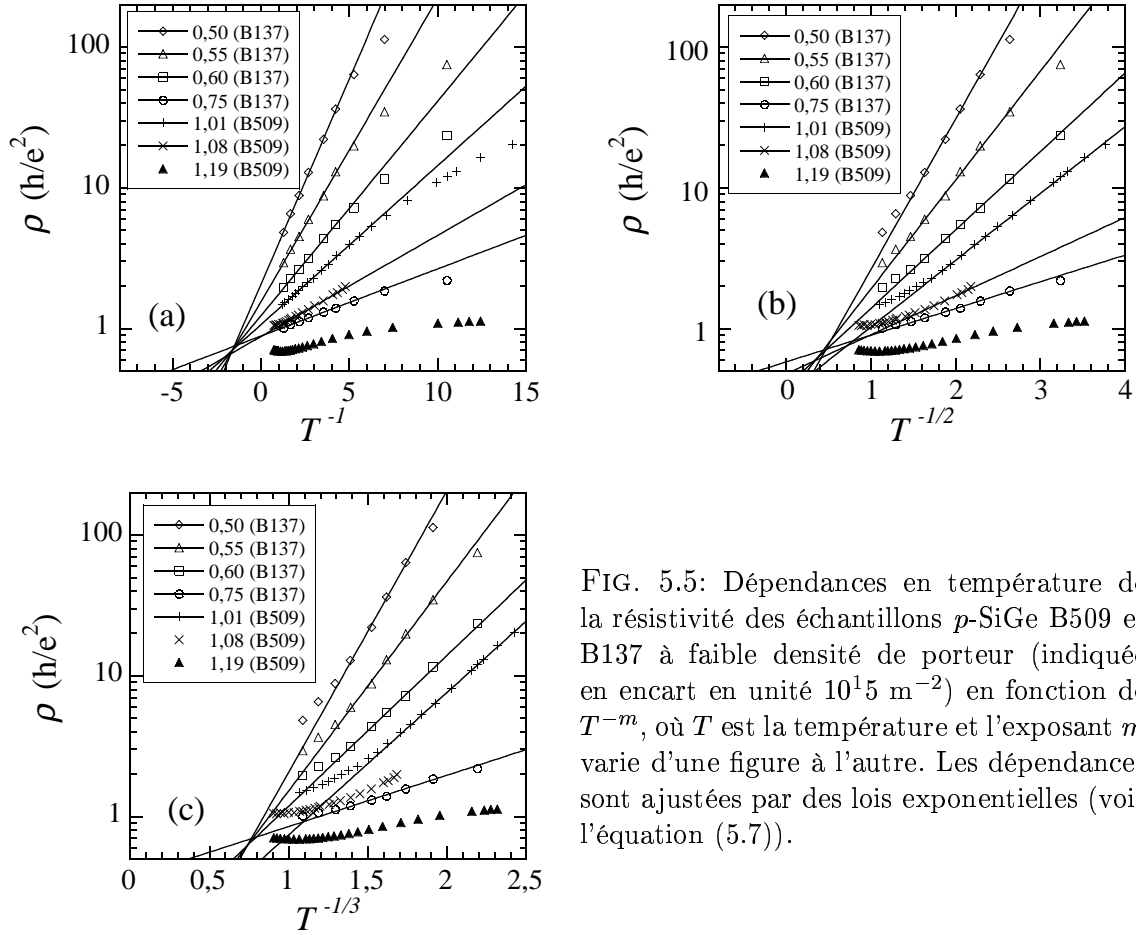 100
10
1
ρ (h/e²)
0,50 (B137)
0,55 (B137)
0,60 (B137)
0,75 (B137)
1,01 (B509)
1,08 (B509)
1,19 (B509)
(a)
-5 0 5 10 15
T⁻¹
100
10
1
ρ (h/e²)
0,50 (B137)
0,55 (B137)
0,60 (B137)
0,75 (B137)
1,01 (B509)
1,08 (B509)
1,19 (B509)
(b)
0 1 2 3 4
T⁻¹/²
100
10
1
ρ (h/e²)
0,50 (B137)
0,55 (B137)
0,60 (B137)
0,75 (B137)
1,01 (B509)
1,08 (B509)
1,19 (B509)
(c)
0 0,5 1 1,5 2 2,5
T⁻¹/³
FIG. 5.5: Dépendances en température d
la résistivité des échantillons p-SiGe B509 e
B137 à faible densité de porteur (indiquée
en encart en unité 10¹5 m⁻²) en fonction d
T⁻ᵐ, où T est la température et l'exposant m
varie d'une figure à l'autre. Les dépendance
sont ajustées par des lois exponentielles (voi
l'équation (5.7)).